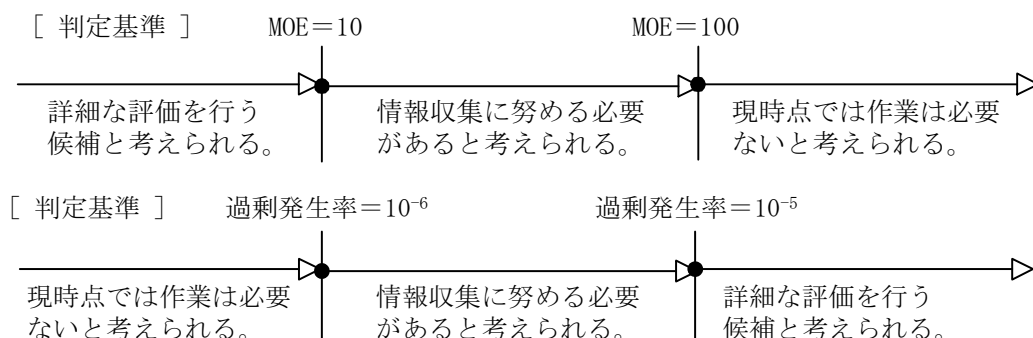 [ 判定基準 ] MOE＝10 MOE＝100
詳細な評価を行う 情報収集に努める必要 現時点では作業は必要
候補と考えられる。 があると考えられる。 ないと考えられる。
[ 判定基準 ] 過剰発生率＝10⁻⁶ 過剰発生率＝10⁻⁵
現時点では作業は必要 情報収集に努める必要 詳細な評価を行う
ないと考えられる。 があると考えられる。 候補と考えられる。